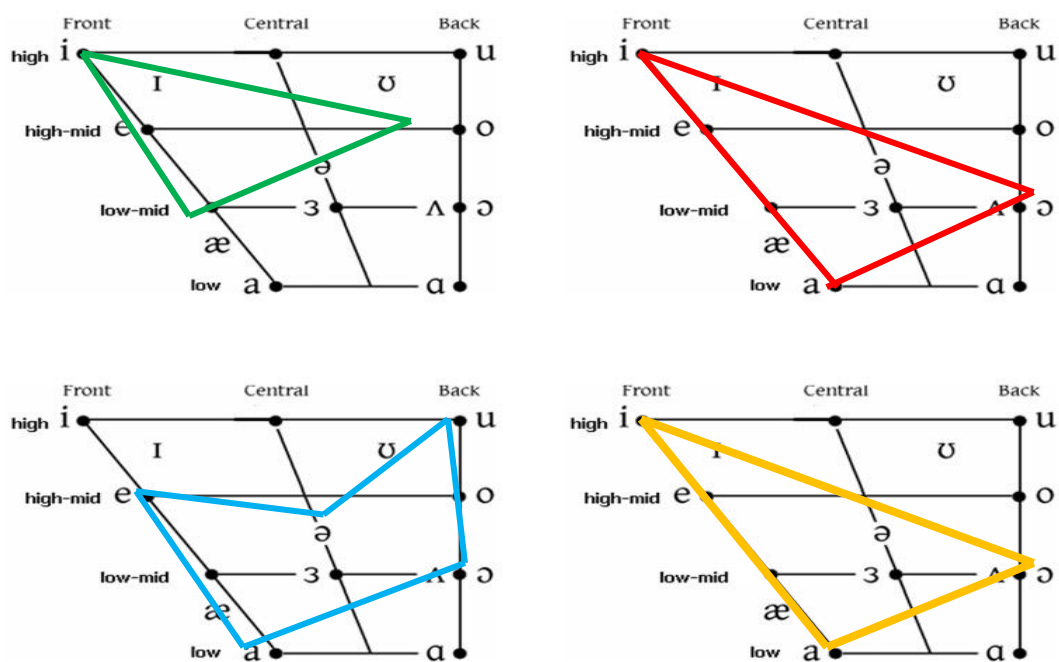 Front Central Back
high i u
ɪ ʊ
high-mid e o
ə
low-mid ɜ ʌ ɔ
æ
low a ɑ
Front Central Back
high i u
ɪ ʊ
high-mid e o
ə
low-mid ɜ ʌ ɔ
æ
low a ɑ
Front Central Back
high i u
ɪ ʊ
high-mid e o
ə
low-mid ɜ ʌ ɔ
æ
low a ɑ
Front Central Back
high i u
ɪ ʊ
high-mid e o
ə
low-mid ɜ ʌ ɔ
æ
low a ɑ